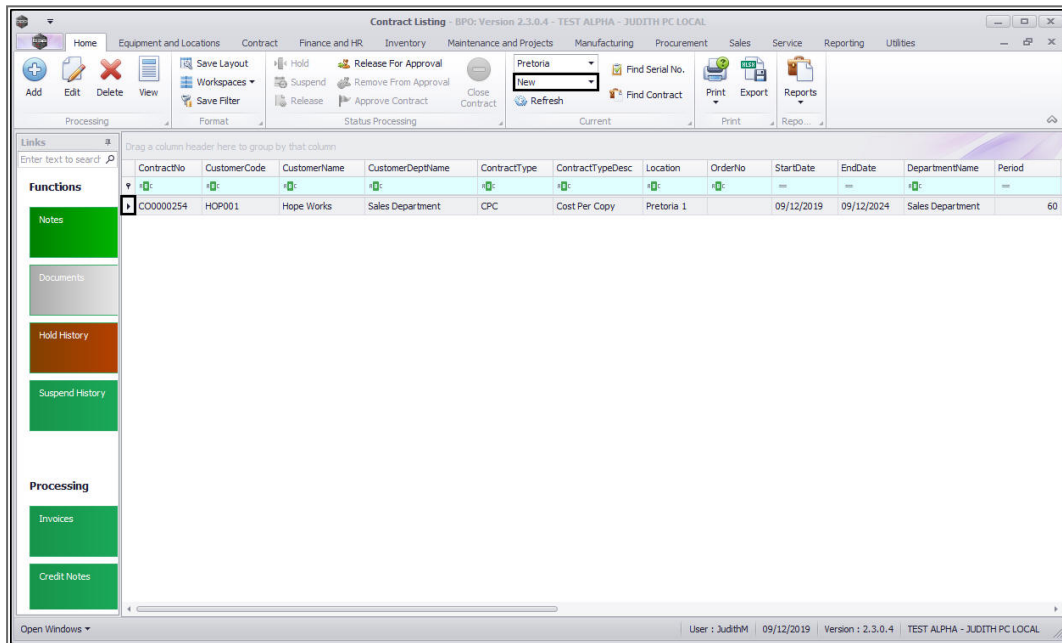 Contract Listing - BPO: Version 2.3.0.4 - TEST ALPHA - JUDITH PC LOCAL
Home Equipment and Locations Contract Finance and HR Inventory Maintenance and Projects Manufacturing Procurement Sales Service Reporting Utilities
Add Edit Delete View
Save Layout
Workspaces
Save Filter
Hold
Suspend
Release
Release For Approval
Remove From Approval
Approve Contract
Close Contract
Pretoria
New
Refresh
Find Serial No.
Find Contract
Print Export Reports
Processing Format Status Processing Current Print Repo...
Links
Enter text to search
Drag a column header here to group by that column
ContractNo CustomerCode CustomerName CustomerDeptName ContractType ContractTypeDesc Location OrderNo StartDate EndDate DepartmentName Period
CO0000254 HOP001 Hope Works Sales Department CPC Cost Per Copy Pretoria 1 09/12/2019 09/12/2024 Sales Department 60
Functions
Notes
Documents
Hold History
Suspend History
Processing
Invoices
Credit Notes
Open Windows User : JudithM 09/12/2019 Version : 2.3.0.4 TEST ALPHA - JUDITH PC LOCAL